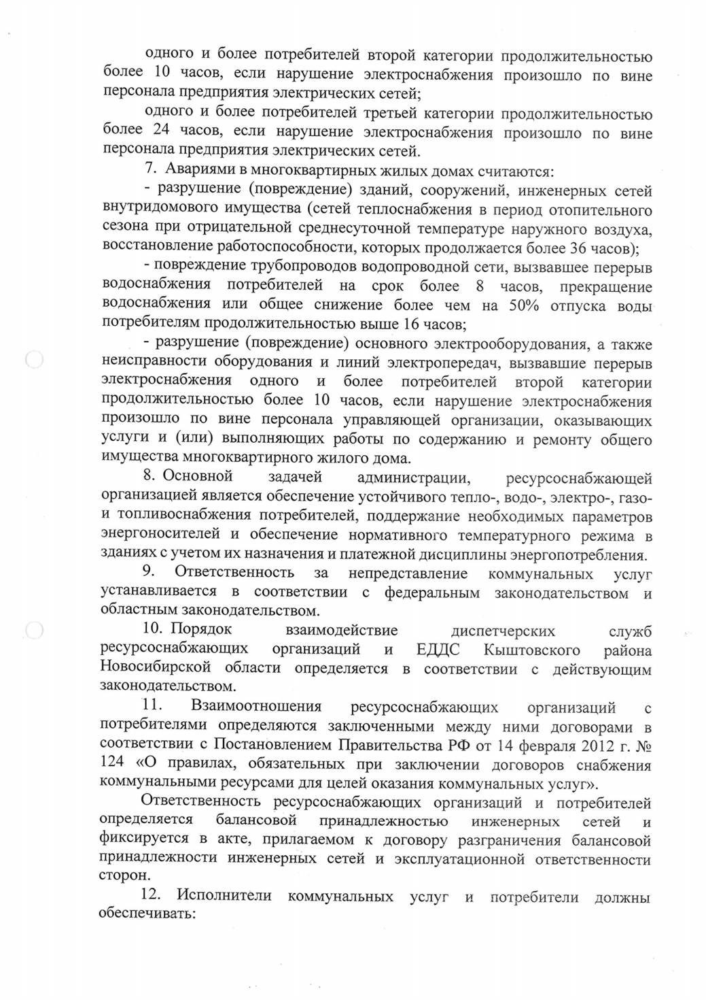 одного и более потребителей второй категории продолжительностью
более 10 часов, если нарушение электроснабжения произошло по вине
персонала предприятия электрических сетей;
одного и более потребителей третьей категории продолжительностью
более 24 часов, если нарушение электроснабжения произошло по вине
персонала предприятия электрических сетей.
7. Авариями в многоквартирных жилых домах считаются:
- разрушение (повреждение) зданий, сооружений, инженерных сетей
внутридомового имущества (сетей теплоснабжения в период отопительного
сезона при отрицательной среднесуточной температуре наружного воздуха,
восстановление работоспособности, которых продолжается более 36 часов);
- повреждение трубопроводов водопроводной сети, вызвавшее перерыв
водоснабжения потребителей на срок более 8 часов, прекращение
водоснабжения или общее снижение более чем на 50% отпуска воды
потребителям продолжительностью выше 16 часов;
- разрушение (повреждение) основного электрооборудования, а также
неисправности оборудования и линий электропередач, вызвавшие перерыв
электроснабжения одного и более потребителей второй категории
продолжительностью более 10 часов, если нарушение электроснабжения
произошло по вине персонала управляющей организации, оказывающих
услуги и (или) выполняющих работы по содержанию и ремонту общего
имущества многоквартирного жилого дома.
8. Основной задачей администрации, ресурсоснабжающей
организацией является обеспечение устойчивого тепло-, водо-, электро-, газо-
и топливоснабжения потребителей, поддержание необходимых параметров
энергоносителей и обеспечение нормативного температурного режима в
зданиях с учетом их назначения и платежной дисциплины энергопотребления.
9. Ответственность за непредставление коммунальных услуг
устанавливается в соответствии с федеральным законодательством и
областным законодательством.
10. Порядок взаимодействие диспетчерских служб
ресурсоснабжающих организаций и ЕДДС Кыштовского района
Новосибирской области определяется в соответствии с действующим
законодательством.
11. Взаимоотношения ресурсоснабжающих организаций с
потребителями определяются заключенными между ними договорами в
соответствии с Постановлением Правительства РФ от 14 февраля 2012 г. №
124 «О правилах, обязательных при заключении договоров снабжения
коммунальными ресурсами для целей оказания коммунальных услуг».
Ответственность ресурсоснабжающих организаций и потребителей
определяется балансовой принадлежностью инженерных сетей и
фиксируется в акте, прилагаемом к договору разграничения балансовой
принадлежности инженерных сетей и эксплуатационной ответственности
сторон.
12. Исполнители коммунальных услуг и потребители должны
обеспечивать: